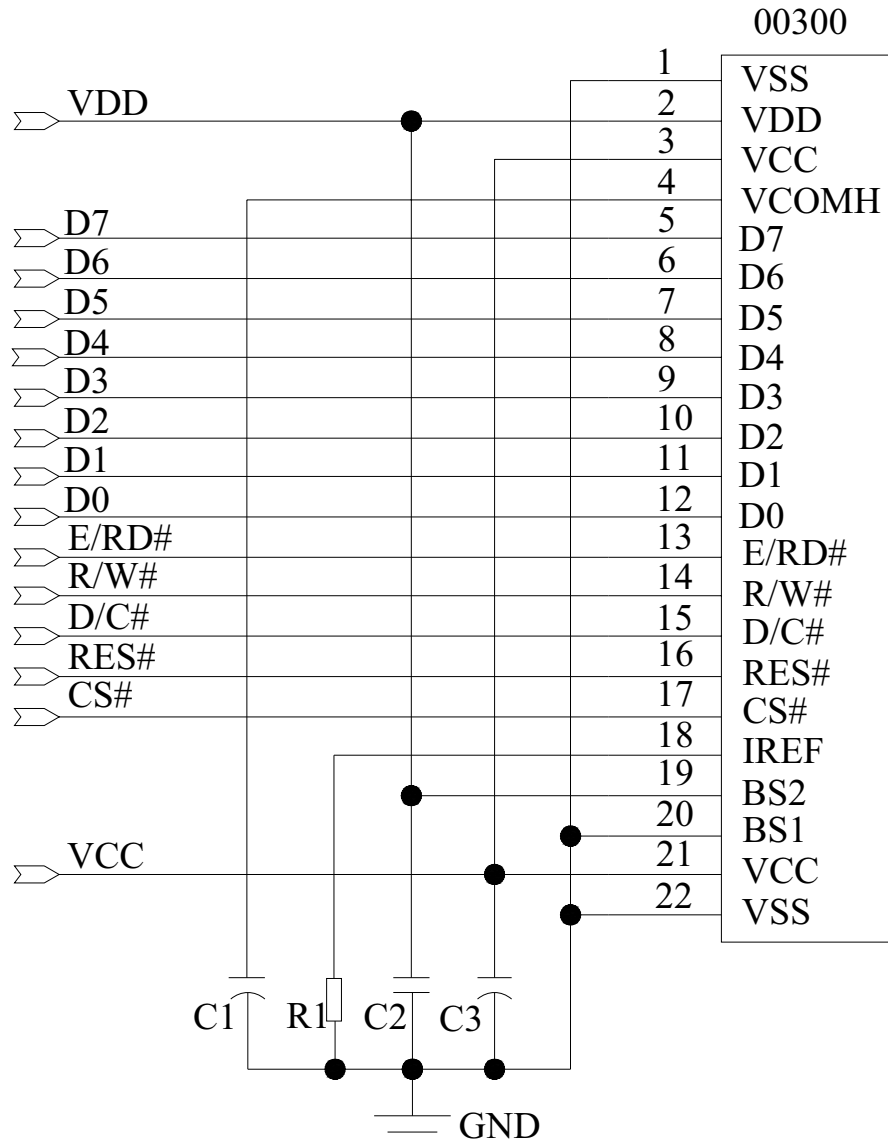 00300
1 VSS
VDD 2 VDD
3 VCC
4 VCOMH
D7 5 D7
D6 6 D6
D5 7 D5
D4 8 D4
D3 9 D3
D2 10 D2
D1 11 D1
D0 12 D0
E/RD# 13 E/RD#
R/W# 14 R/W#
D/C# 15 D/C#
RES# 16 RES#
CS# 17 CS#
18 IREF
19 BS2
20 BS1
VCC 21 VCC
22 VSS
C1 R1 C2 C3
GND